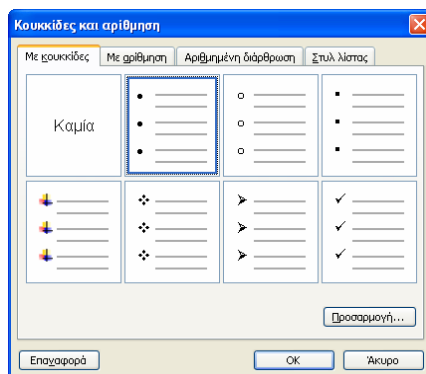 Κουκκίδες και αρίθμηση
Με κουκκίδες Με αρίθμηση Αριθμημένη διάρθρωση Στυλ λίστας
Καμία
Προσαρμογή...
Επαναφορά OK Άκυρο